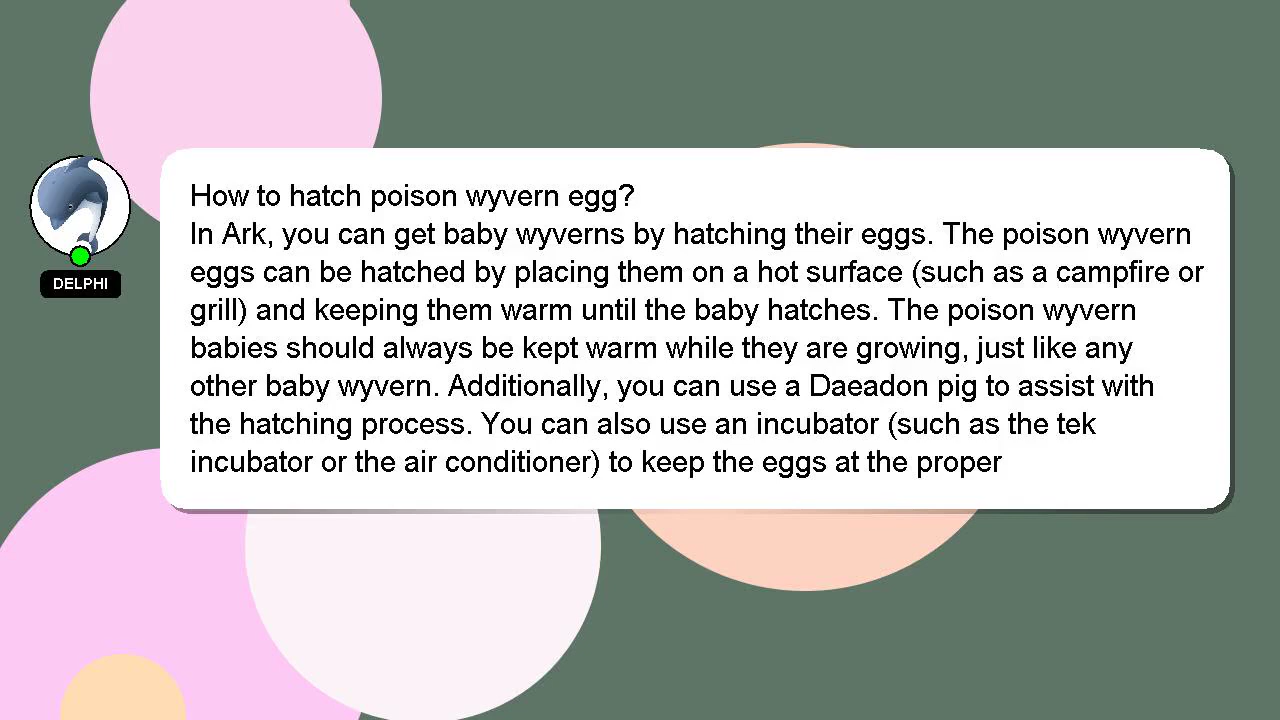 DELPHI
How to hatch poison wyvern egg?
In Ark, you can get baby wyverns by hatching their eggs. The poison wyvern
eggs can be hatched by placing them on a hot surface (such as a campfire or
grill) and keeping them warm until the baby hatches. The poison wyvern
babies should always be kept warm while they are growing, just like any
other baby wyvern. Additionally, you can use a Daeadon pig to assist with
the hatching process. You can also use an incubator (such as the tek
incubator or the air conditioner) to keep the eggs at the proper